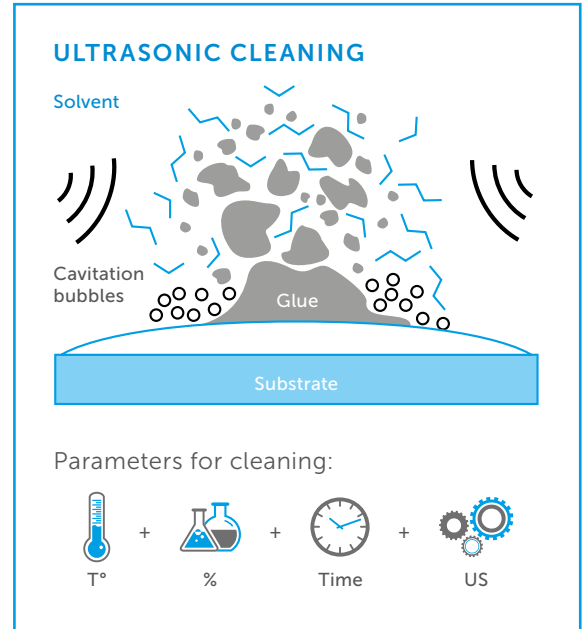 ULTRASONIC CLEANING
Solvent
Cavitation
bubbles
Glue
Substrate
Parameters for cleaning:
+ + +
T° % Time US